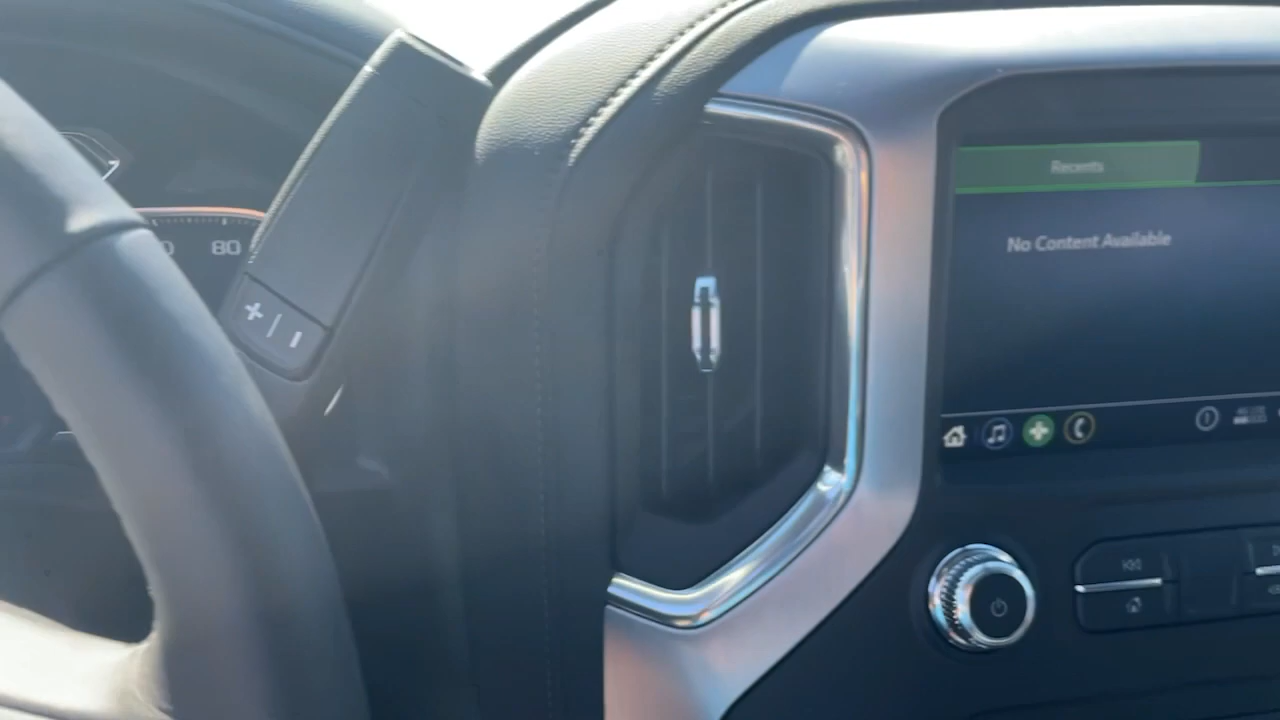 Recents
No Content Available
80
+ / -